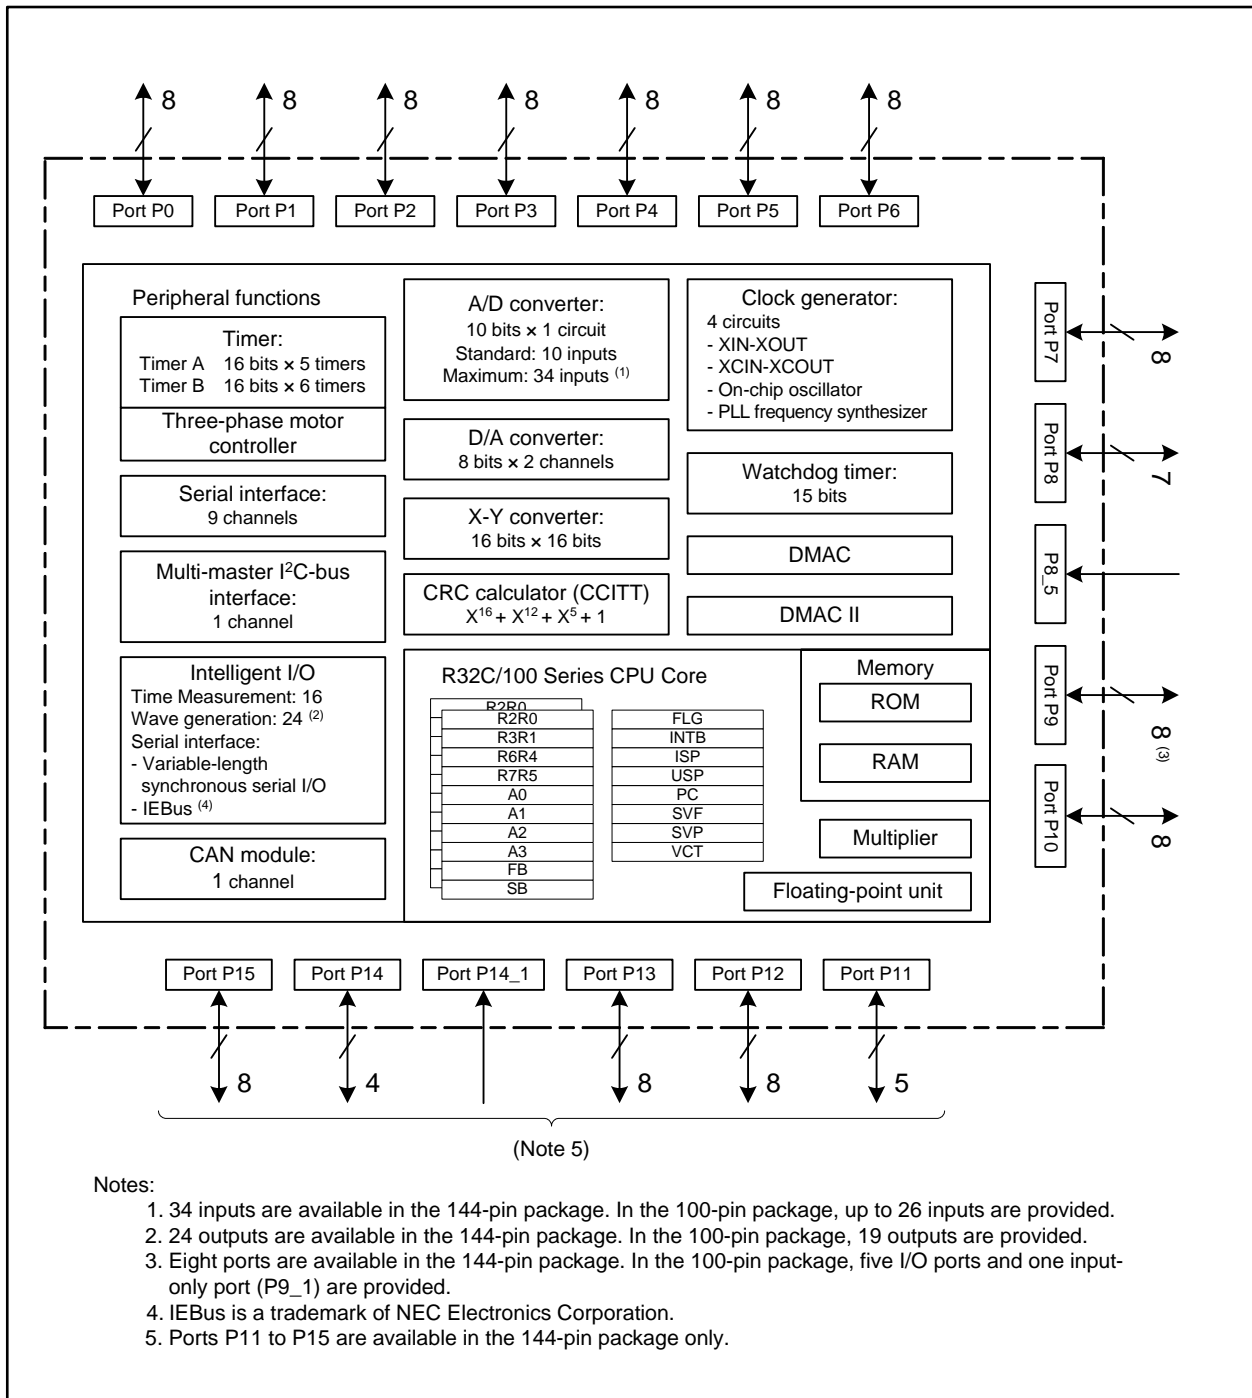 8 8 8 8 8 8 8
Port P0 Port P1 Port P2 Port P3 Port P4 Port P5 Port P6
Peripheral functions
Timer:
Timer A 16 bits × 5 timers
Timer B 16 bits × 6 timers
Three-phase motor
controller
Serial interface:
9 channels
Multi-master I²C-bus
interface:
1 channel
Intelligent I/O
Time Measurement: 16
Wave generation: 24 (2)
Serial interface:
- Variable-length
synchronous serial I/O
- IEBus (4)
CAN module:
1 channel
A/D converter:
10 bits × 1 circuit
Standard: 10 inputs
Maximum: 34 inputs (1)
D/A converter:
8 bits × 2 channels
X-Y converter:
16 bits × 16 bits
CRC calculator (CCITT)
X¹⁶ + X¹² + X⁵ + 1
Clock generator:
4 circuits
- XIN-XOUT
- XCIN-XCOUT
- On-chip oscillator
- PLL frequency synthesizer
Watchdog timer:
15 bits
DMAC
DMAC II
R32C/100 Series CPU Core
R2R0
R2R0
R3R1
R6R4
R7R5
A0
A1
A2
A3
FB
SB
FLG
INTB
ISP
USP
PC
SVF
SVP
VCT
Memory
ROM
RAM
Multiplier
Floating-point unit
Port P7
8
Port P8
7
P8_5
Port P9
8 (3)
Port P10
8
Port P15 Port P14 Port P14_1 Port P13 Port P12 Port P11
8 4 8 8 5
(Note 5)
Notes:
1. 34 inputs are available in the 144-pin package. In the 100-pin package, up to 26 inputs are provided.
2. 24 outputs are available in the 144-pin package. In the 100-pin package, 19 outputs are provided.
3. Eight ports are available in the 144-pin package. In the 100-pin package, five I/O ports and one input-
only port (P9_1) are provided.
4. IEBus is a trademark of NEC Electronics Corporation.
5. Ports P11 to P15 are available in the 144-pin package only.